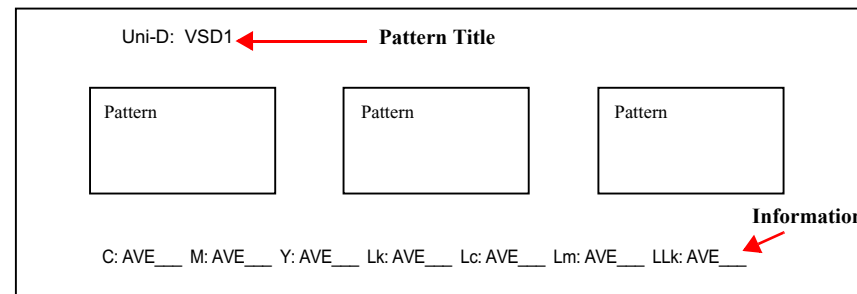 Uni-D: VSD1 Pattern Title
Pattern Pattern Pattern
Information
C: AVE___ M: AVE___ Y: AVE___ Lk: AVE___ Lc: AVE___ Lm: AVE___ LLk: AVE___